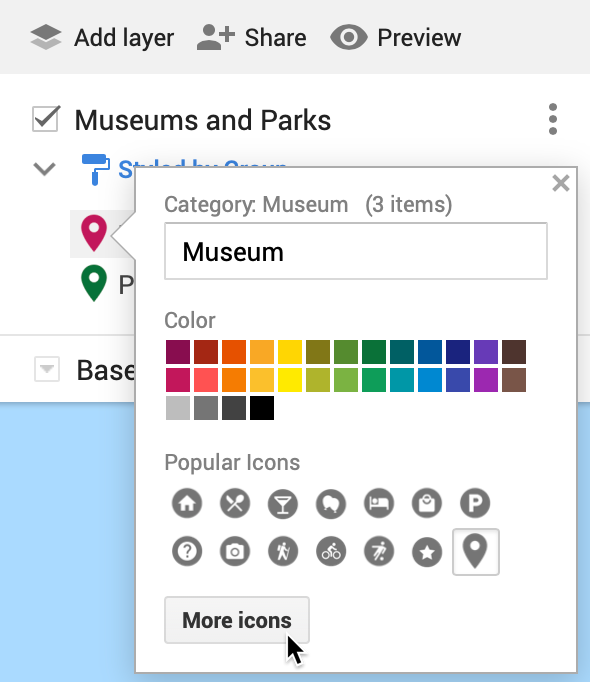 Add layer Share Preview
Museums and Parks
Styled by Group
Category: Museum (3 items)
Museum
P
Color
Base
Popular Icons
P
?
More icons